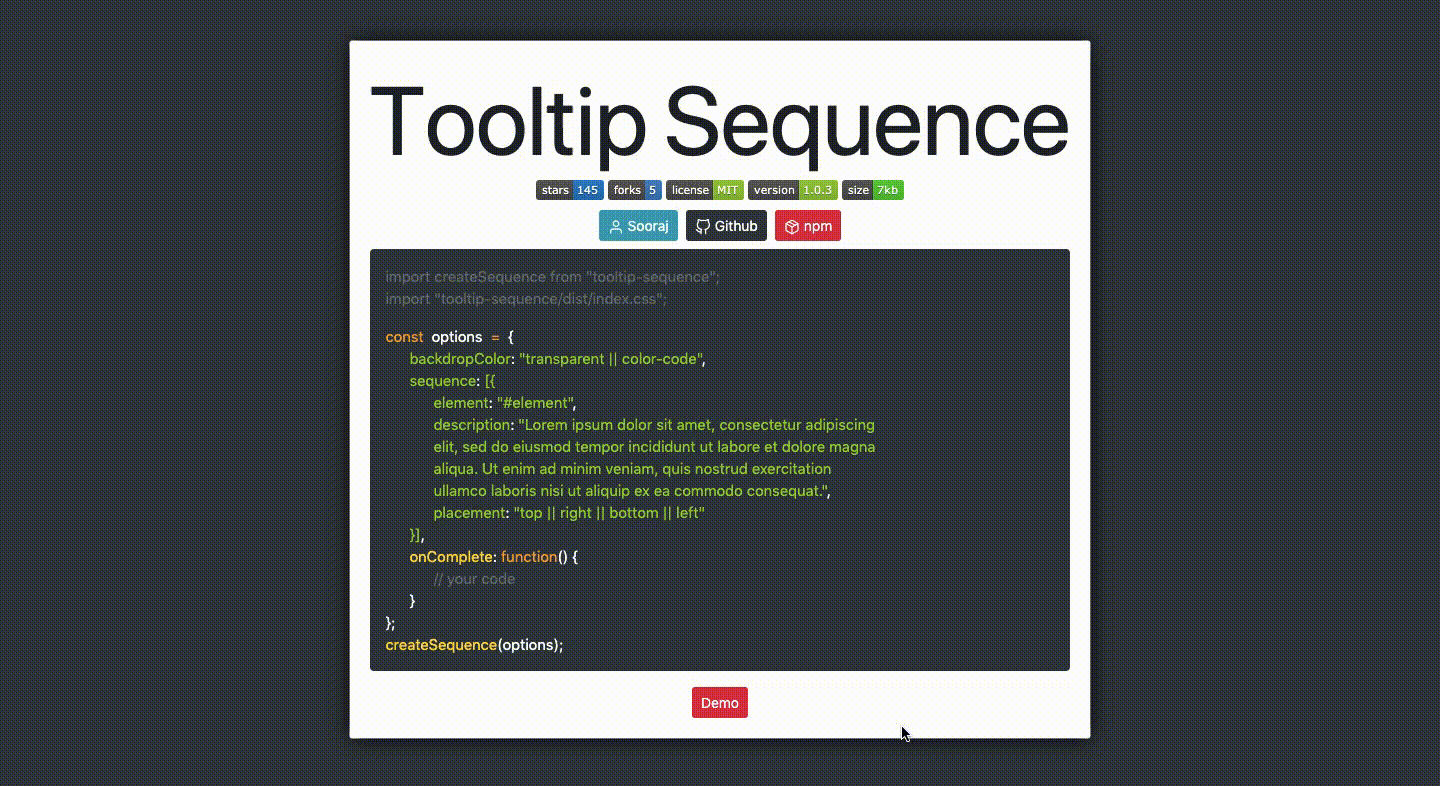 Tooltip Sequence
stars 145 forks 5 license MIT version 1.0.3 size 7kb
Sooraj Github npm
import createSequence from "tooltip-sequence";
import "tooltip-sequence/dist/index.css";
const options = {
backdropColor: "transparent || color-code",
sequence: [{
element: "#element",
description: "Lorem ipsum dolor sit amet, consectetur adipiscing
elit, sed do eiusmod tempor incididunt ut labore et dolore magna
aliqua. Ut enim ad minim veniam, quis nostrud exercitation
ullamco laboris nisi ut aliquip ex ea commodo consequat.",
placement: "top || right || bottom || left"
}],
onComplete: function() {
// your code
}
};
createSequence(options);
Demo